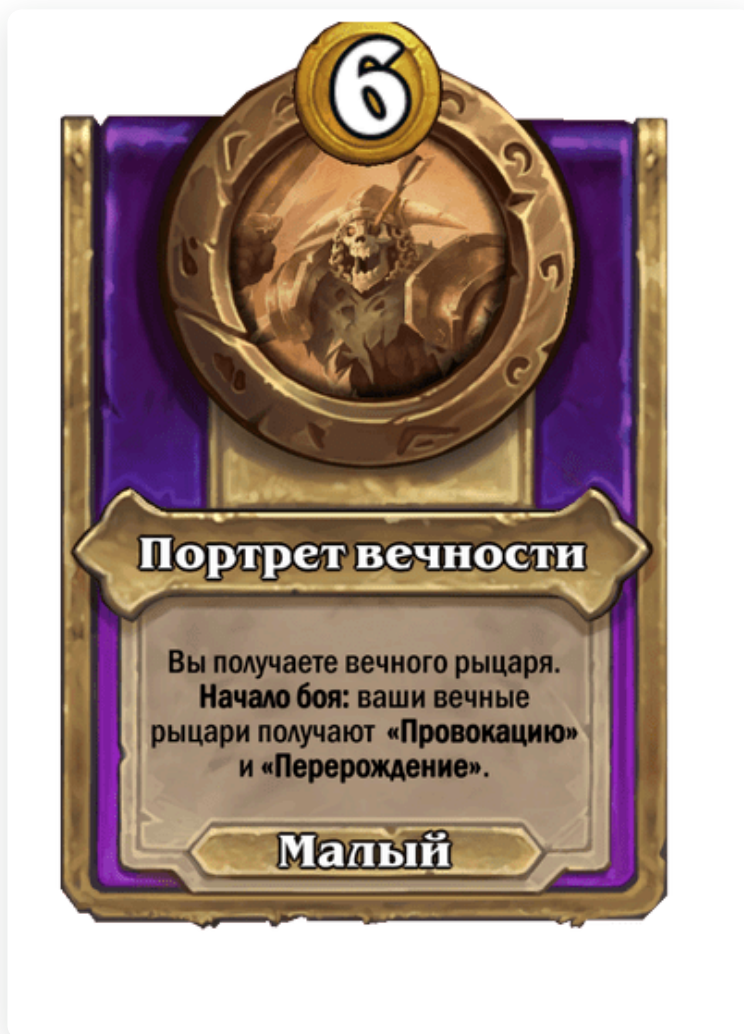 6
Портрет вечности
Вы получаете вечного рыцаря.
Начало боя: ваши вечные
рыцари получают «Провокацию»
и «Перерождение».
Малый